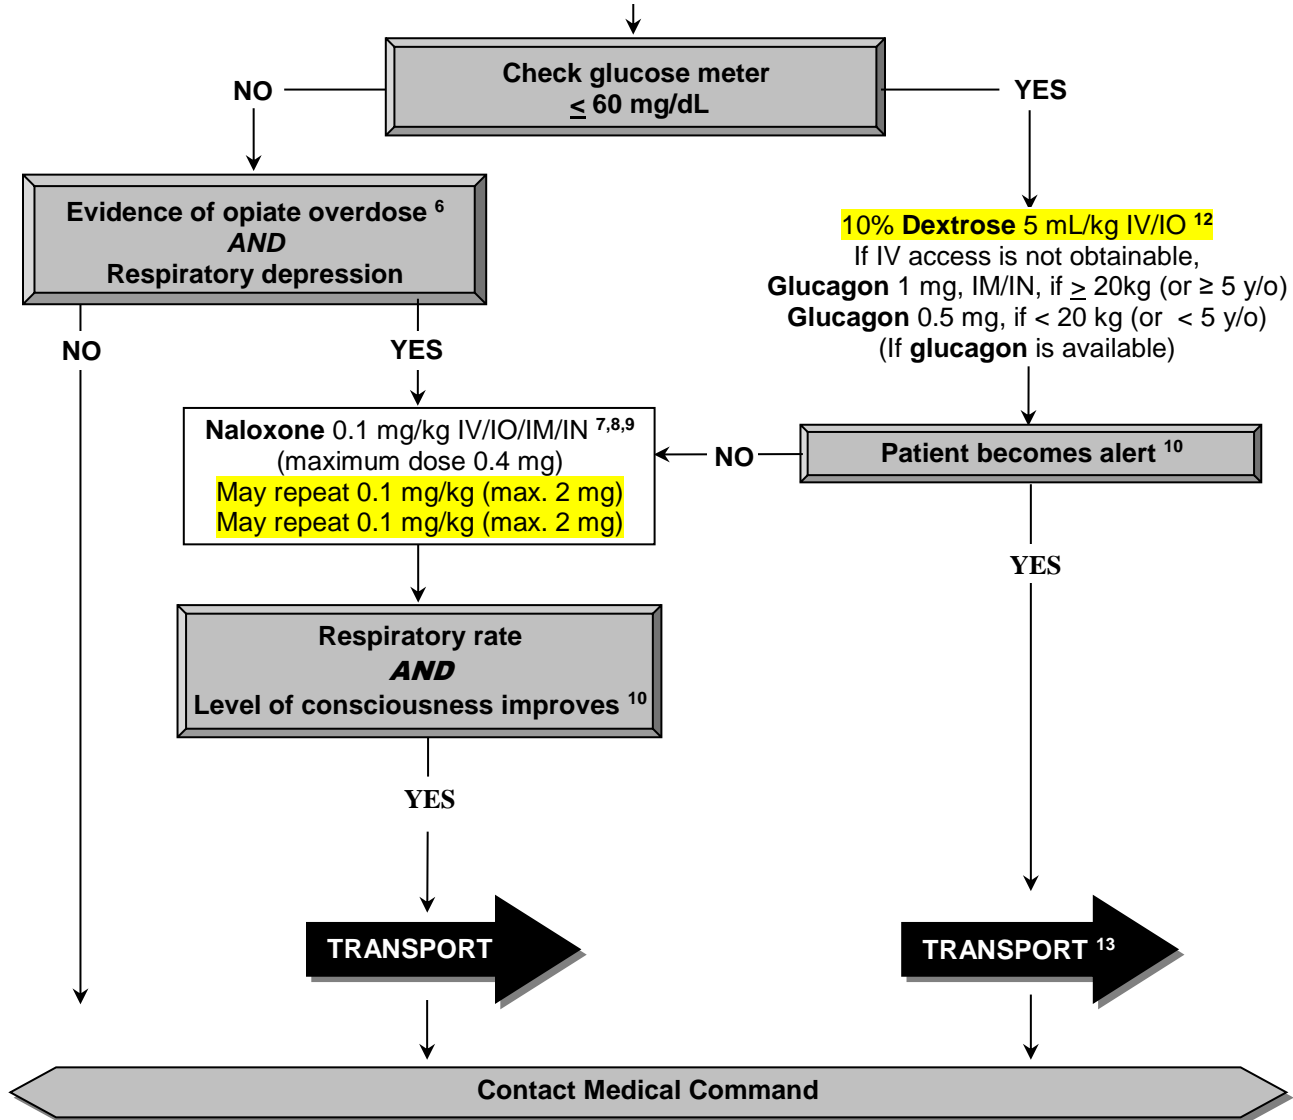 Check glucose meter
≤ 60 mg/dL
NO
YES
Evidence of opiate overdose 6
AND
Respiratory depression
10% Dextrose 5 mL/kg IV/IO 12
If IV access is not obtainable,
Glucagon 1 mg, IM/IN, if ≥ 20kg (or ≥ 5 y/o)
Glucagon 0.5 mg, if < 20 kg (or < 5 y/o)
(If glucagon is available)
NO
YES
Naloxone 0.1 mg/kg IV/IO/IM/IN 7,8,9
(maximum dose 0.4 mg)
May repeat 0.1 mg/kg (max. 2 mg)
May repeat 0.1 mg/kg (max. 2 mg)
NO
Patient becomes alert 10
YES
Respiratory rate
AND
Level of consciousness improves 10
YES
TRANSPORT
TRANSPORT 13
Contact Medical Command